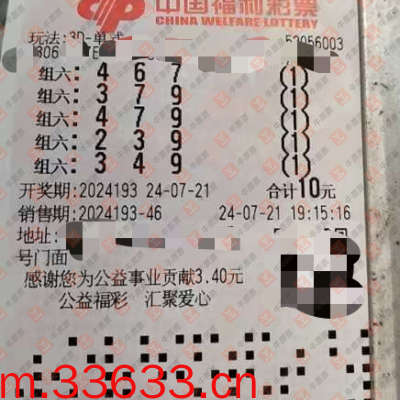 中国福利彩票
CHINA WELFARE LOTTERY
玩法:3D-单式
53056003
组六: 4 6 7 (1)
组六: 3 7 9 (1)
组六: 4 7 9 (1)
组六: 2 3 9 (1)
组六: 3 4 9 (1)
开奖期:2024193 24-07-21 合计10元
销售期:2024193-46 24-07-21 19:15:16
地址:
号门面
感谢您为公益事业贡献3.40元
公益福彩 汇聚爱心
m.33633.cn